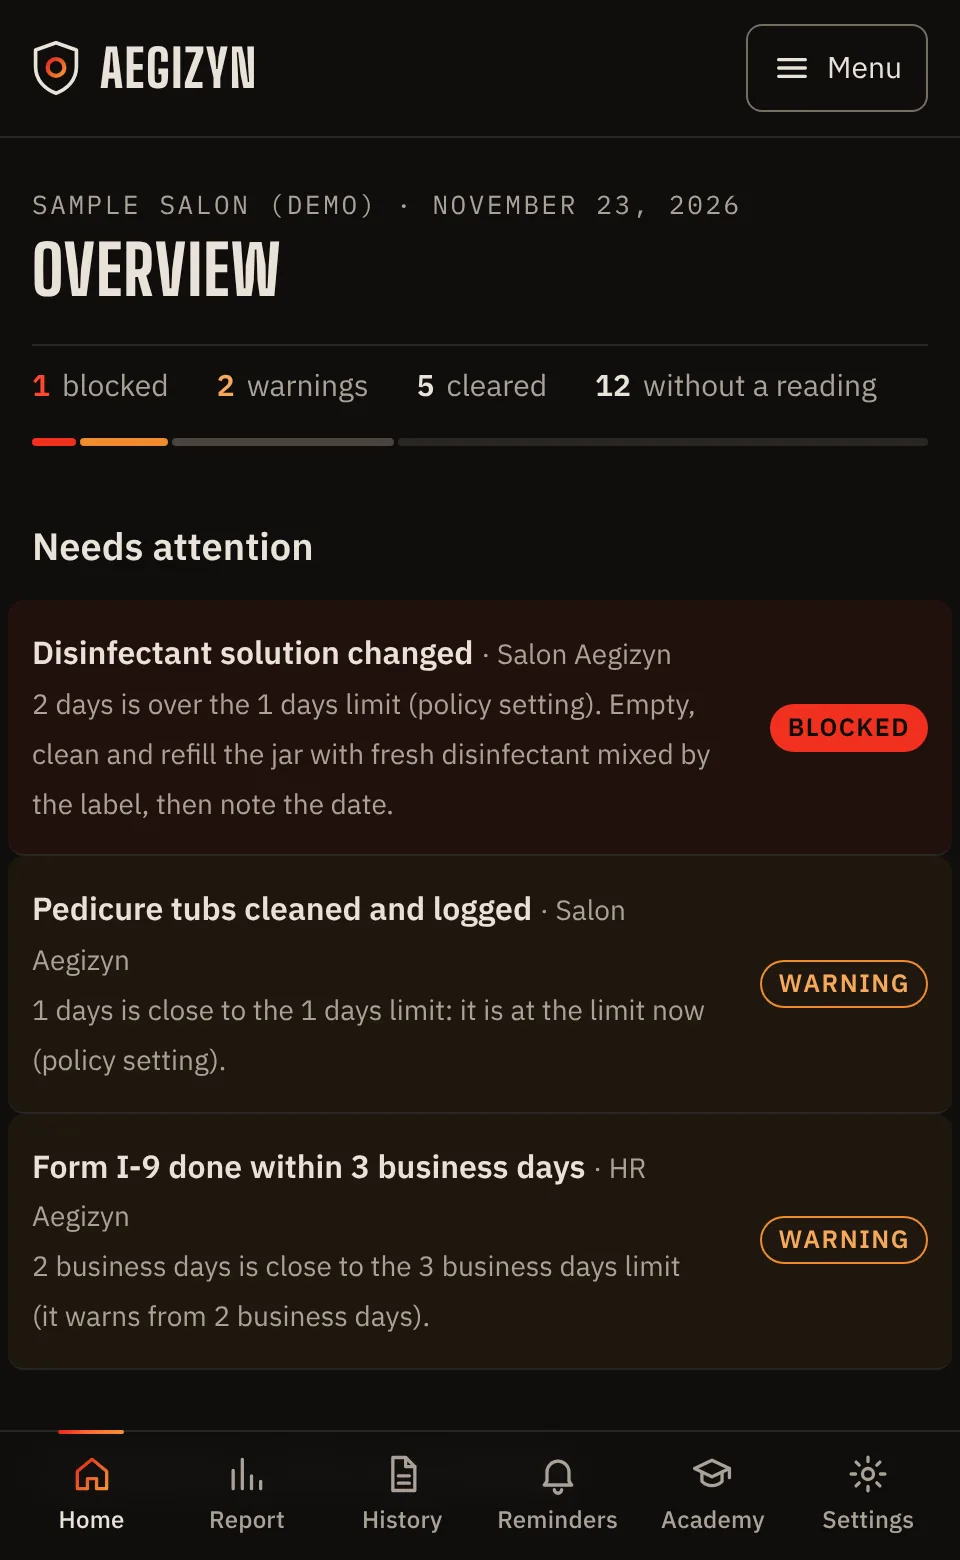 AEGIZYN
Menu
SAMPLE SALON (DEMO) · NOVEMBER 23, 2026
OVERVIEW
1 blocked 2 warnings 5 cleared 12 without a reading
Needs attention
Disinfectant solution changed · Salon Aegizyn
2 days is over the 1 days limit (policy setting). Empty,
clean and refill the jar with fresh disinfectant mixed by
the label, then note the date.
BLOCKED
Pedicure tubs cleaned and logged · Salon
Aegizyn
1 days is close to the 1 days limit: it is at the limit now
(policy setting).
WARNING
Form I-9 done within 3 business days · HR
Aegizyn
2 business days is close to the 3 business days limit
(it warns from 2 business days).
WARNING
Home Report History Reminders Academy Settings